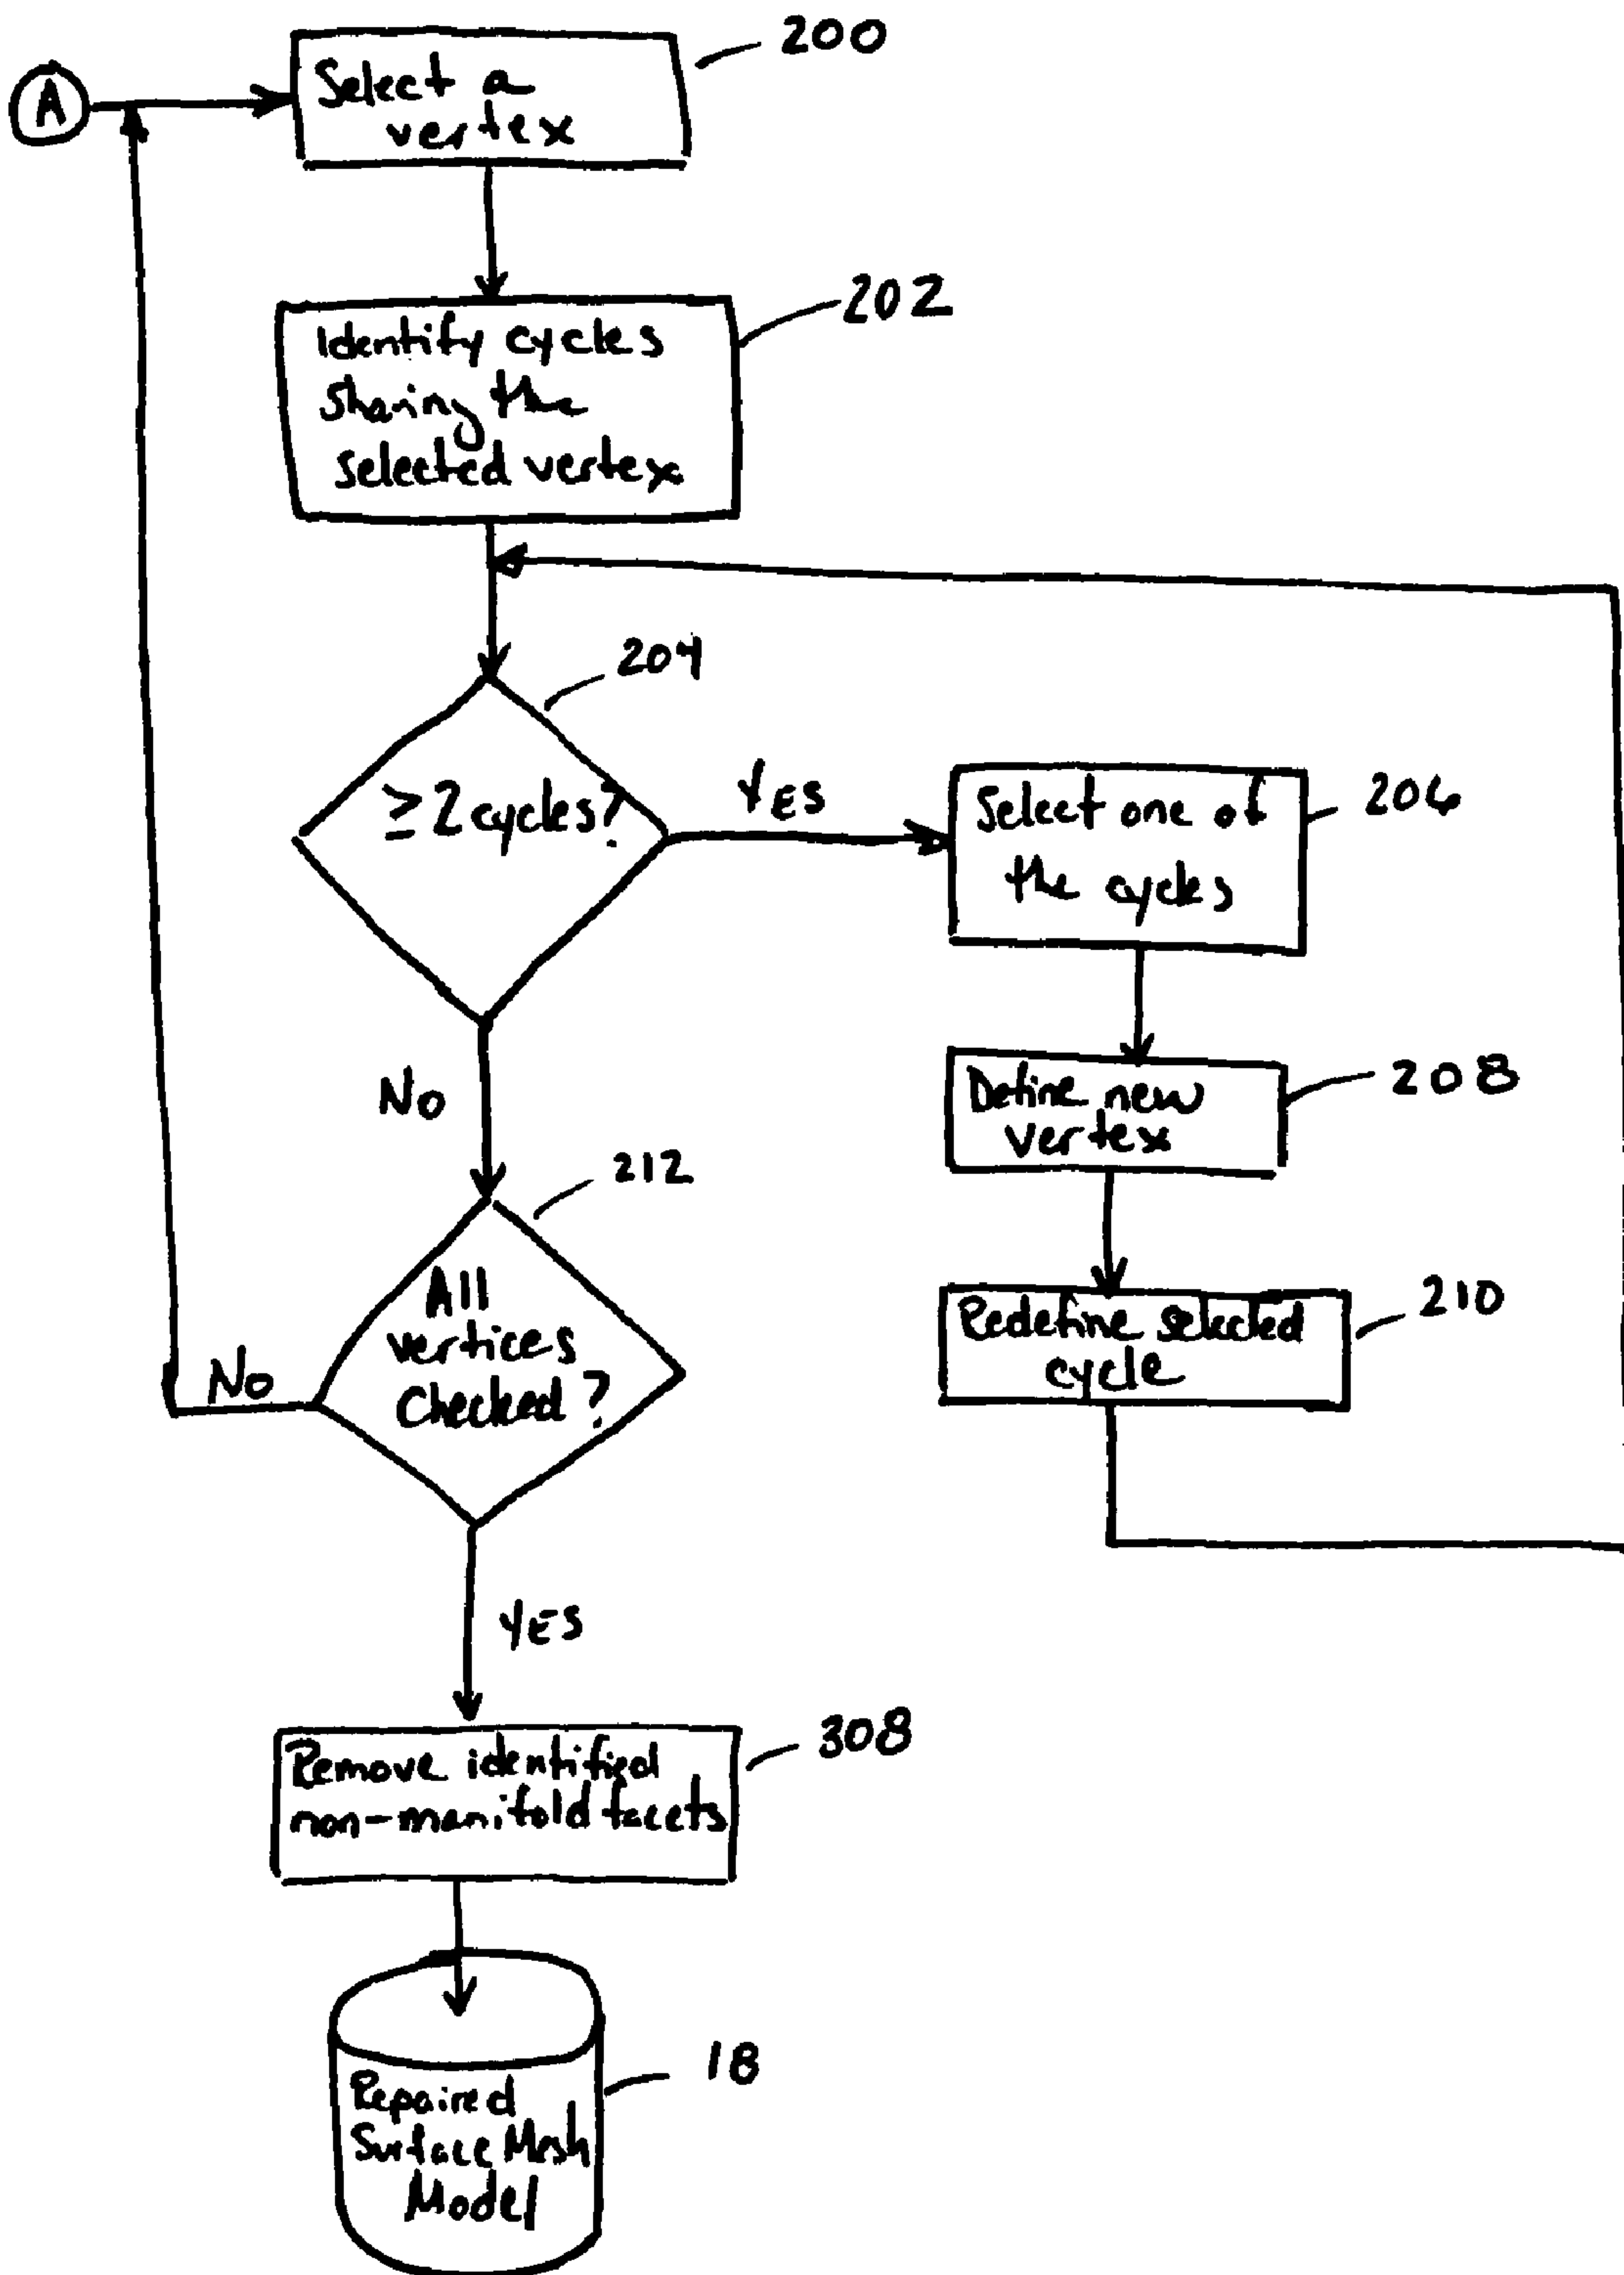 A
Select a
vertex
200
Identify cycles
sharing the
selected vertex
202
≥2 cycles?
204
YES
Select one of
the cycles
206
Define new
vertex
208
Redefine selected
cycle
210
No
All
vertices
checked?
212
No
YES
Remove identified
non-manifold facets
308
Repaired
Surface Mesh
Model
18